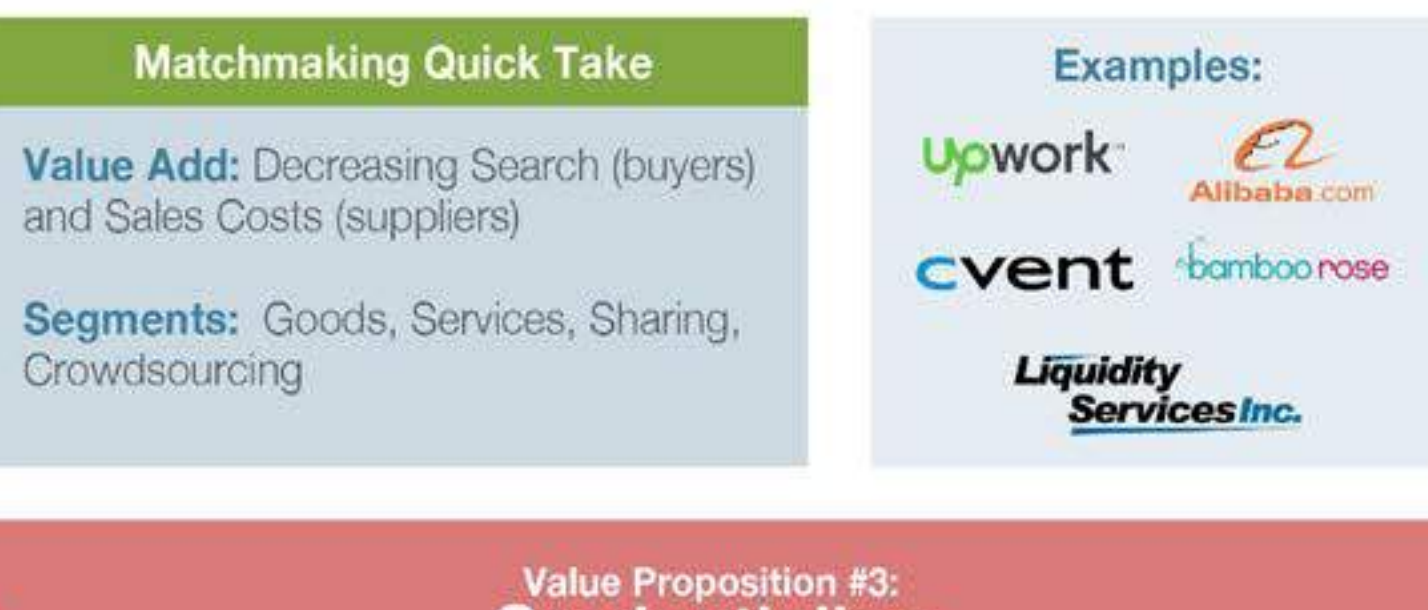 Matchmaking Quick Take
Value Add: Decreasing Search (buyers)
and Sales Costs (suppliers)
Segments: Goods, Services, Sharing,
Crowdsourcing
Examples:
Upwork
Alibaba.com
cvent
bamboo rose
Liquidity
Services Inc.
Value Proposition #3: